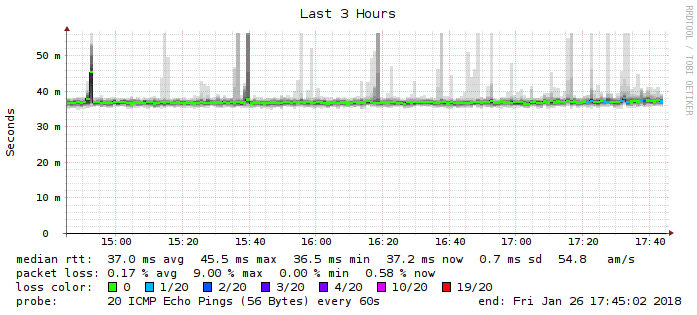 Last 3 Hours
RRDTOOL / TOBI OETIKER
Seconds
50 m
40 m
30 m
20 m
10 m
0
15:00 15:20 15:40 16:00 16:20 16:40 17:00 17:20 17:40
median rtt: 37.0 ms avg 45.5 ms max 36.5 ms min 37.2 ms now 0.7 ms sd 54.8 am/s
packet loss: 0.17 % avg 9.00 % max 0.00 % min 0.58 % now
loss color: 0 1/20 2/20 3/20 4/20 10/20 19/20
probe: 20 ICMP Echo Pings (56 Bytes) every 60s end: Fri Jan 26 17:45:02 2018